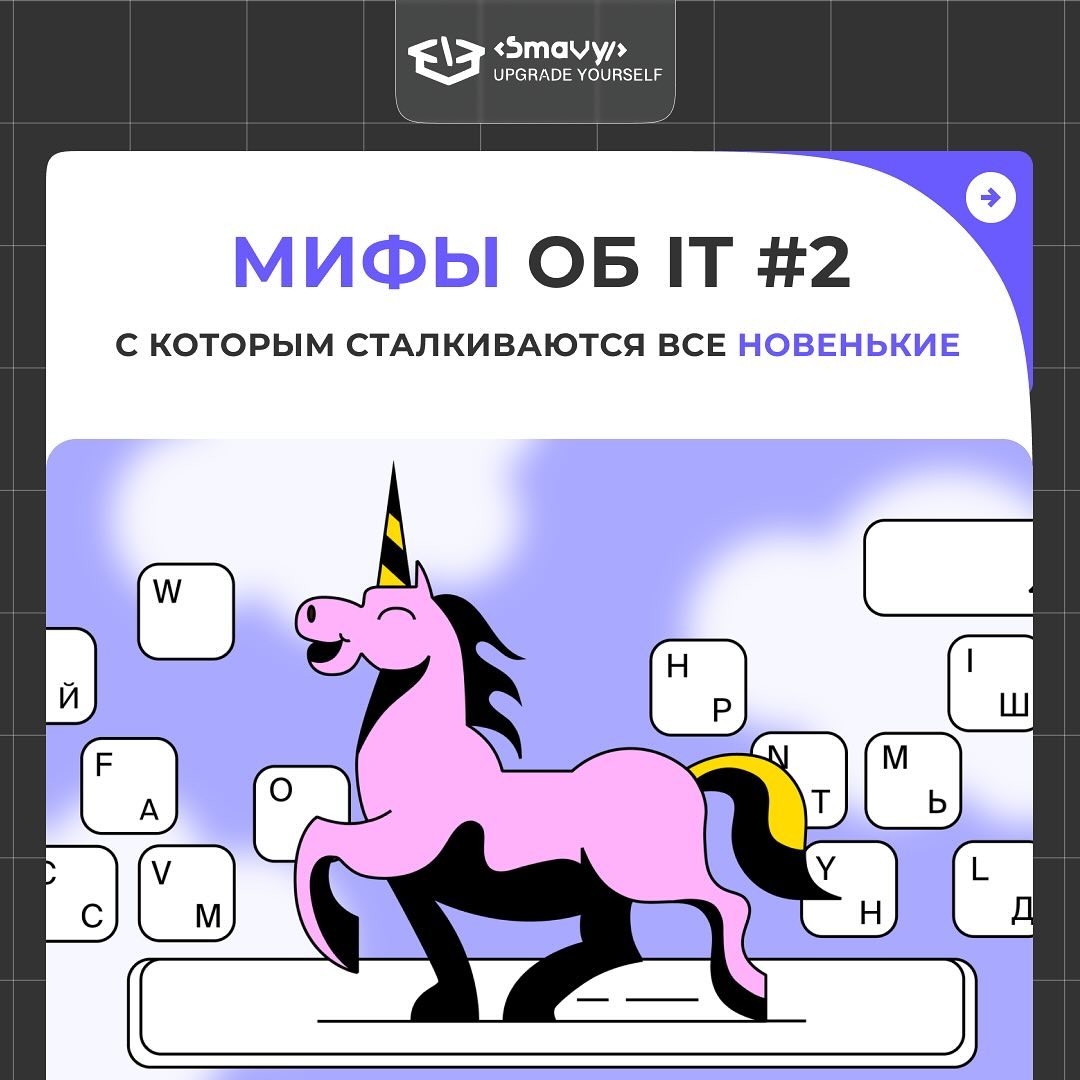 <Smavy/>
UPGRADE YOURSELF
МИФЫ ОБ IT #2
С КОТОРЫМ СТАЛКИВАЮТСЯ ВСЕ НОВЕНЬКИЕ
W
Й
H
Р
I
Ш
F
А
O
N
Т
M
Ь
C
С
V
М
Y
Н
L
Д